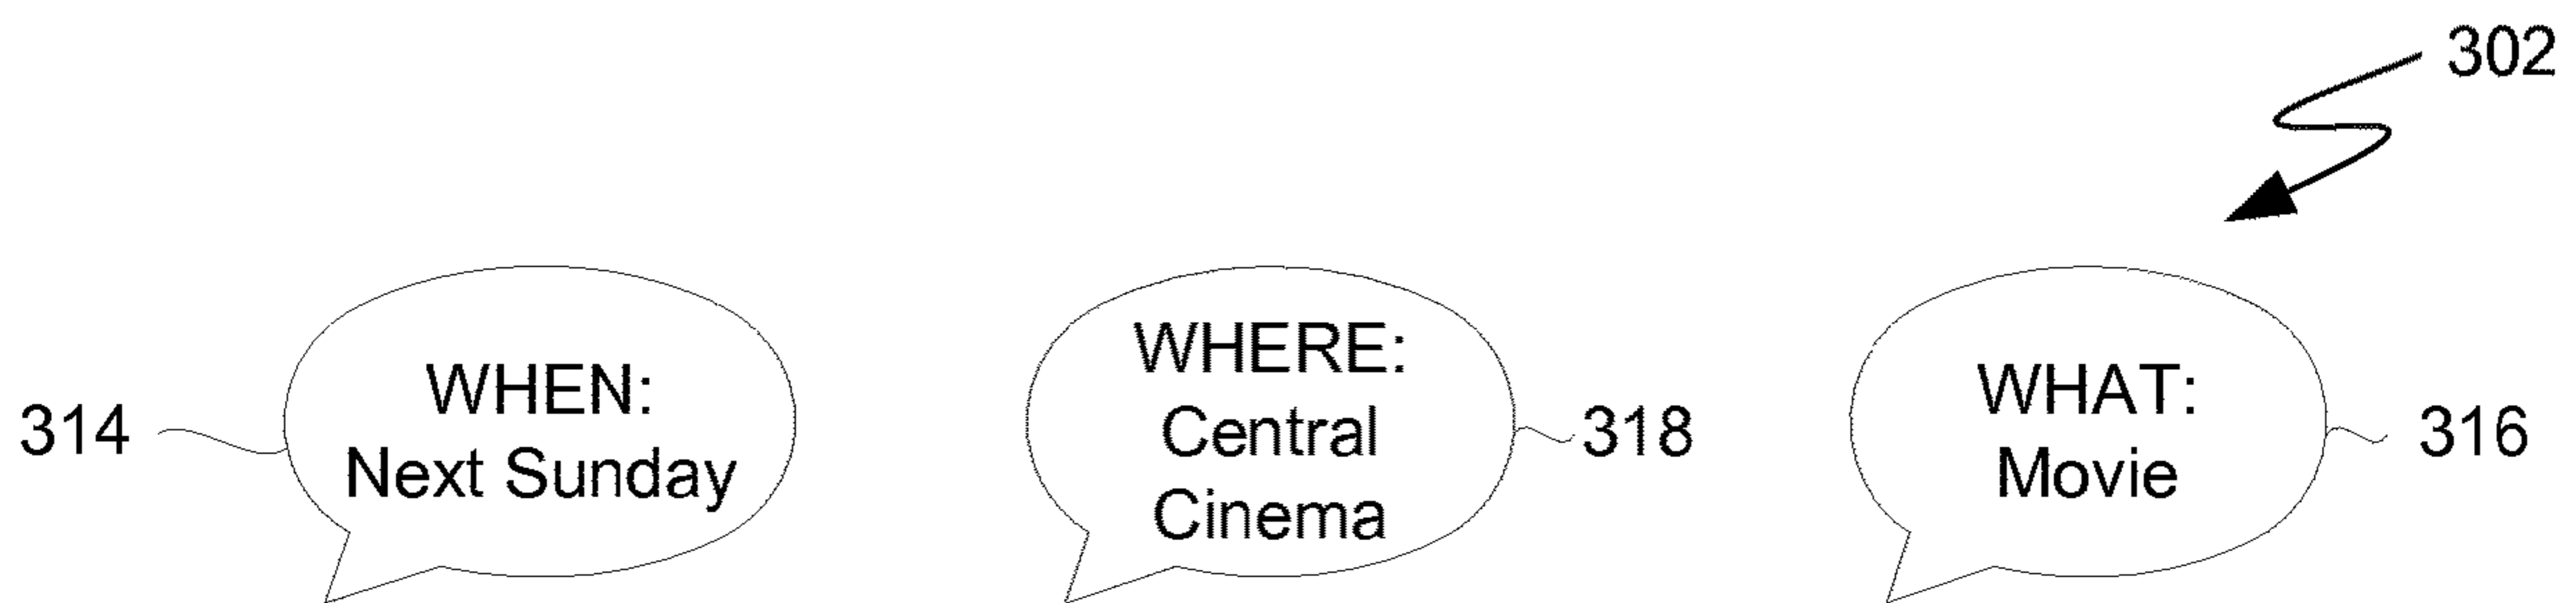 302
314
WHEN:
Next Sunday
WHERE:
Central
Cinema
318
WHAT:
Movie
316